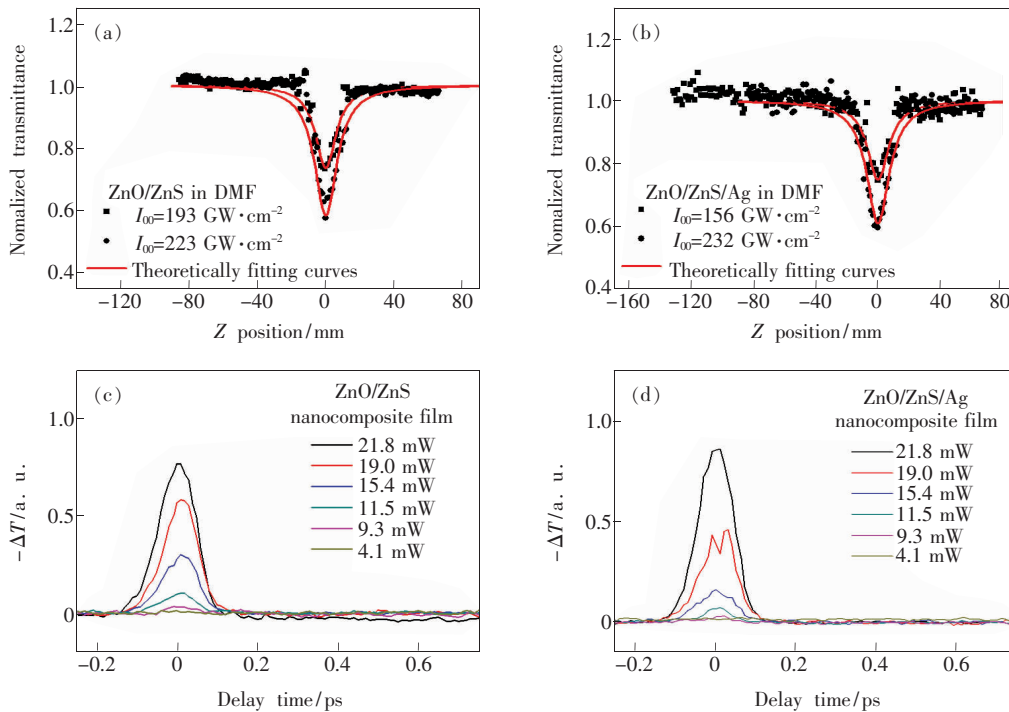 (a)
1.2
1.0
0.8
0.6
0.4
Nomalized transmittance
ZnO/ZnS in DMF
I₀₀=193 GW·cm⁻²
I₀₀=223 GW·cm⁻²
Theoretically fitting curves
−120
−80
−40
0
40
80
Z position/mm
(b)
1.2
1.0
0.8
0.6
0.4
Nomalized transmittance
ZnO/ZnS/Ag in DMF
I₀₀=156 GW·cm⁻²
I₀₀=232 GW·cm⁻²
Theoretically fitting curves
−160
−120
−80
−40
0
40
80
Z position/mm
(c)
1.0
0.5
0
−ΔT/a. u.
ZnO/ZnS
nanocomposite film
21.8 mW
19.0 mW
15.4 mW
11.5 mW
9.3 mW
4.1 mW
−0.2
0
0.2
0.4
0.6
Delay time/ps
(d)
1.0
0.5
0
−ΔT/a. u.
ZnO/ZnS/Ag
nanocomposite film
21.8 mW
19.0 mW
15.4 mW
11.5 mW
9.3 mW
4.1 mW
−0.2
0
0.2
0.4
0.6
Delay time/ps